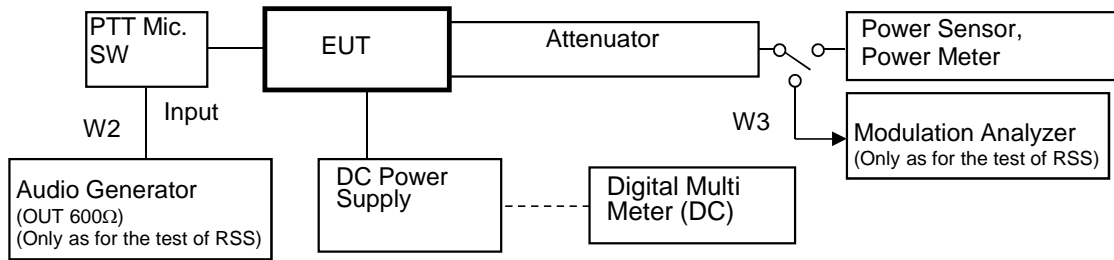 PTT Mic.
SW
EUT
Attenuator
Power Sensor,
Power Meter
W2
Input
W3
Modulation Analyzer
(Only as for the test of RSS)
Audio Generator
(OUT 600Ω)
(Only as for the test of RSS)
DC Power
Supply
Digital Multi
Meter (DC)